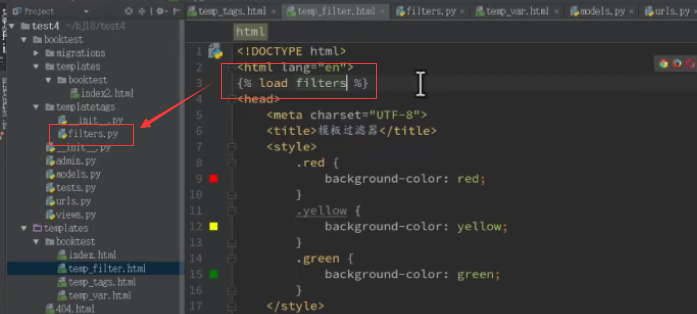 Project
temp_tags.html
temp_filter.html
filters.py
temp_var.html
models.py
urls.py
test4 ~/bj18/test4
booktest
migrations
templates
booktest
index2.html
templatetags
__init__.py
filters.py
__init__.py
admin.py
models.py
tests.py
urls.py
views.py
templates
booktest
index.html
temp_filter.html
temp_tags.html
temp_var.html
404.html
html
1 <!DOCTYPE html>
2 <html lang="en">
3 {% load filters %}
4 <head>
5 <meta charset="UTF-8">
6 <title>模板过滤器</title>
7 <style>
8 .red {
9 background-color: red;
10 }
11 .yellow {
12 background-color: yellow;
13 }
14 .green {
15 background-color: green;
16 }
17 </style>